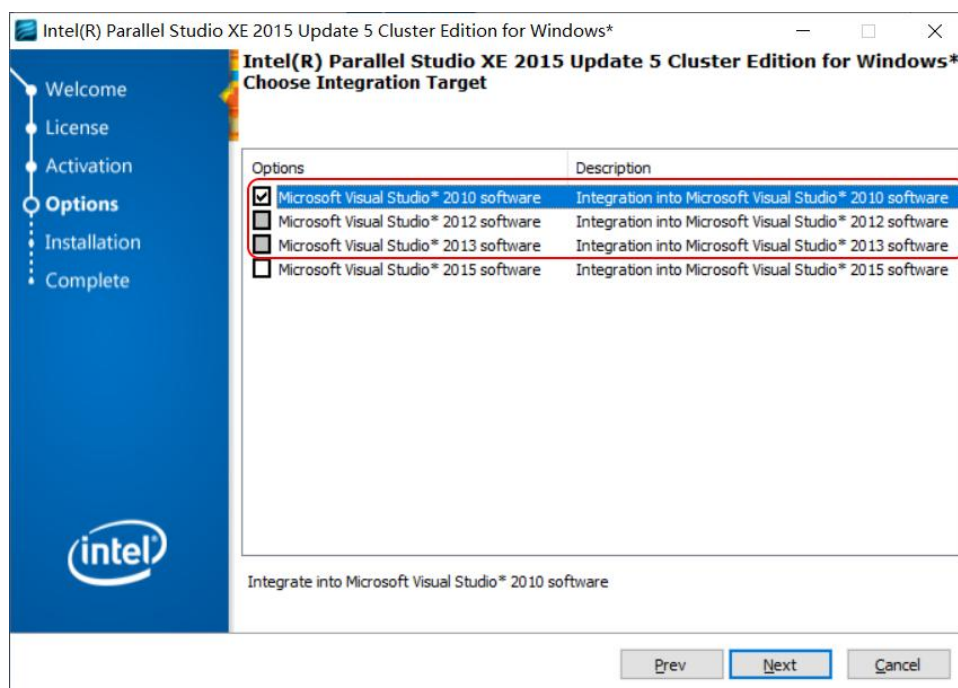 Intel(R) Parallel Studio XE 2015 Update 5 Cluster Edition for Windows*
Intel(R) Parallel Studio XE 2015 Update 5 Cluster Edition for Windows*
Choose Integration Target
Welcome
License
Activation
Options
Installation
Complete
Options Description
Microsoft Visual Studio* 2010 software Integration into Microsoft Visual Studio* 2010 software
Microsoft Visual Studio* 2012 software Integration into Microsoft Visual Studio* 2012 software
Microsoft Visual Studio* 2013 software Integration into Microsoft Visual Studio* 2013 software
Microsoft Visual Studio* 2015 software Integration into Microsoft Visual Studio* 2015 software
intel
Integrate into Microsoft Visual Studio* 2010 software
Prev Next Cancel